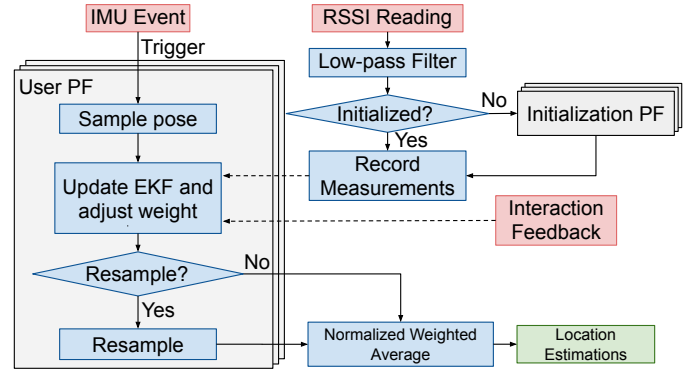 IMU Event
RSSI Reading
Trigger
Low-pass Filter
User PF
Sample pose
Initialized?
No
Initialization PF
Yes
Update EKF and
adjust weight
Record
Measurements
Interaction
Feedback
Resample?
No
Yes
Resample
Normalized Weighted
Average
Location
Estimations